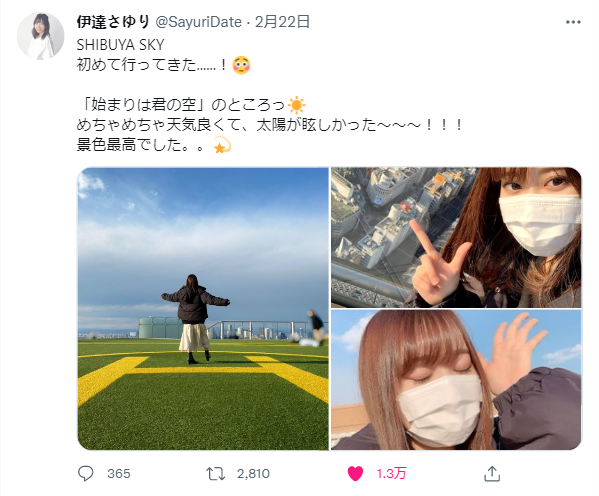 伊達さゆり @SayuriDate · 2月22日
SHIBUYA SKY
初めて行ってきた......！😳
「始まりは君の空」のところっ☀️
めちゃめちゃ天気良くて、太陽が眩しかった〜〜〜！！！
景色最高でした。。💫
365
2,810
1.3万